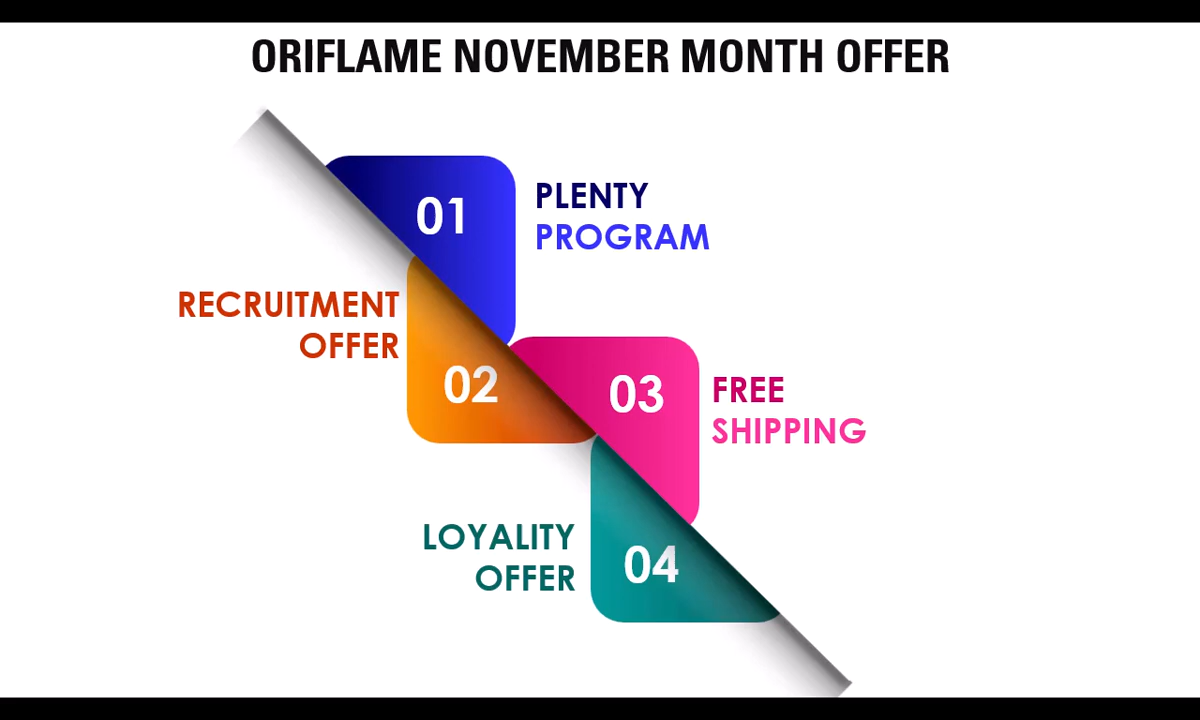 ORIFLAME NOVEMBER MONTH OFFER
01
PLENTY
PROGRAM
RECRUITMENT
OFFER
02
03
FREE
SHIPPING
LOYALITY
OFFER
04